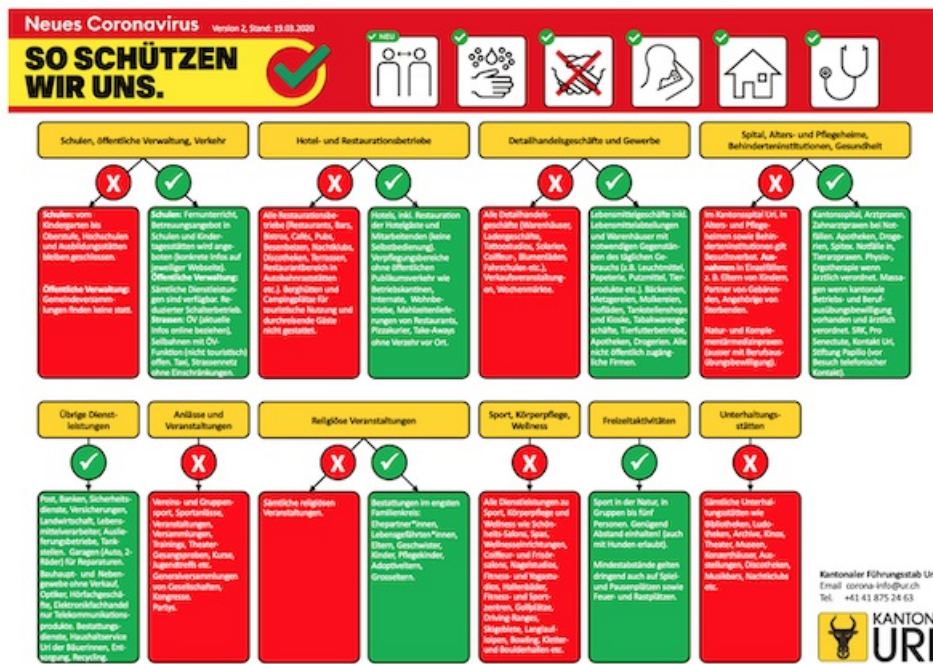 Neues Coronavirus Version 2, Stand: 19.03.2020
SO SCHÜTZEN
WIR UNS.
NEU
Schulen, öffentliche Verwaltung, Verkehr
Schulen: vom
Kindergarten bis
Oberstufe, Hochschulen
und Ausbildungsstätten
bleiben geschlossen.
Öffentliche Verwaltung:
Gemeindeversamm-
lungen finden keine statt.
Schulen: Fernunterricht,
Betreuungsangebot in
Schulen und Kinder-
tagesstätten wird ange-
boten (konkrete Infos auf
jeweiliger Webseite).
Öffentliche Verwaltung:
Sämtliche Dienstleistun-
gen sind verfügbar. Re-
duzierter Schalterbetrieb.
Strassen: ÖV (aktuelle
Infos online beziehen),
Seilbahnen mit ÖV-
Funktion (nicht touristisch)
offen. Taxi, Strassennetz
ohne Einschränkungen.
Hotel- und Restaurationsbetriebe
Alle Restaurationsbe-
triebe (Restaurants, Bars,
Bistros, Cafés, Pubs,
Besenbeizen, Nachtklubs,
Discotheken, Terrassen,
Restaurantbereich in
Autobahnraststätten
etc.). Berghütten und
Campingplätze für
touristische Nutzung und
durchreisende Gäste
nicht gestattet.
Hotels, inkl. Restauration
der Hotelgäste und
Mitarbeitenden (keine
Selbstbedienung).
Verpflegungsbereiche
ohne öffentlichen
Publikumsverkehr wie
Betriebskantinen,
Internate, Wohnbe-
triebe, Mahlzeitenliefe-
rungen von Restaurants,
Pizzakurier, Take-Aways
ohne Verzehr vor Ort.
Detailhandelsgeschäfte und Gewerbe
Alle Detailhandels-
geschäfte (Warenhäuser,
Ladengeschäfte,
Tattoostudios, Solarien,
Coiffeur-, Blumenläden,
Fahrschulen etc.).
Verkaufsveranstaltun-
gen, Wochenmärkte.
Lebensmittelgeschäfte inkl.
Lebensmittelabteilungen
und Warenhäuser mit
notwendigen Gegenstän-
den des täglichen Ge-
brauchs (z.B. Leuchtmittel,
Papeterie, Putzmittel, Tier-
produkte etc.). Bäckereien,
Metzgereien, Molkereien,
Hofläden, Tankstellenshops
und Kioske, Tabakwarenge-
schäfte, Tierfutterbetriebe,
Apotheken, Drogerien. Alle
nicht öffentlich zugäng-
liche Firmen.
Spital, Alters- und Pflegeheime,
Behinderteninstitutionen, Gesundheit
Im Kantonsspital Uri, in
Alters- und Pflege-
heimen sowie Behin-
derteninstitutionen gilt
Besuchsverbot. Aus-
nahmen in Einzelfällen:
z. B. Eltern von Kindern,
Partner von Gebären-
den, Angehörige von
Sterbenden.
Natur- und Komple-
mentärmedizinpraxen
(ausser mit Berufsaus-
übungsbewilligung).
Kantonsspital, Arztpraxen,
Zahnarztpraxen bei Not-
fällen. Apotheken, Droge-
rien, Spitex. Notfälle in
Tierarztpraxen. Physio-,
Ergotherapie wenn
ärztlich verordnet. Massa-
gen wenn kantonale
Betriebs- und Beruf-
ausübungsbewilligung
vorhanden und ärztlich
verordnet. SRK, Pro
Senectute, Kontakt Uri,
Stiftung Papilio (vor
Besuch telefonischer
Kontakt).
Übrige Dienst-
leistungen
Post, Banken, Sicherheits-
dienste, Versicherungen,
Landwirtschaft, Lebens-
mittelverarbeiter, Auslie-
ferungsbetriebe, Tank-
stellen. Garagen (Auto, 2-
Räder) für Reparaturen.
Bauhaupt- und Neben-
gewebe ohne Verkauf,
Optiker, Hörfachgeschä-
fte, Elektronikfachhandel
nur Telekommunikations-
produkte. Bestattungs-
dienste, Haushaltservice
Uri der Bäuerinnen, Ent-
sorgung, Recycling.
Anlässe und
Veranstaltungen
Vereins- und Gruppen-
sport, Sportanlässe,
Veranstaltungen,
Versammlungen,
Trainings, Theater-
Gesangsproben, Kurse,
Jugendtreffs etc.
Generalversammlungen
von Gesellschaften,
Kongresse.
Partys.
Religiöse Veranstaltungen
Sämtliche religiösen
Veranstaltungen.
Bestattungen im engsten
Familienkreis:
Ehepartner*innen,
Lebensgefährten*innen,
Eltern, Geschwister,
Kinder, Pflegekinder,
Adoptiveltern,
Grosseltern.
Sport, Körperpflege,
Wellness
Alle Dienstleistungen zu
Sport, Körperpflege und
Wellness wie Schön-
heits-Salons, Spas,
Wellnesseinrichtungen,
Coiffeur- und Frisör-
salons, Nagelstudios,
Fitness- und Yogastu-
dios, Hallenbäder,
Fitness- und Sport-
zentren. Golfplätze,
Driving-Ranges,
Skigebiete, Langlauf-
loipen, Bowling, Kletter-
und Boulderhallen etc.
Freizeitaktivitäten
Sport in der Natur, in
Gruppen bis fünf
Personen. Genügend
Abstand einhalten! (auch
mit Hunden erlaubt).
Mindestabstände gelten
dringend auch auf Spiel-
und Pausenplätzen sowie
Feuer- und Rastplätzen.
Unterhaltungs-
stätten
Sämtliche Unterhal-
tungsstätten wie
Bibliotheken, Ludo-
theken, Archive, Kinos,
Theater, Museen,
Konzerthäuser, Aus-
stellungen, Discotheken,
Musikbars, Nachtclubs
etc.
Kantonaler Führungsstab Uri
Email corona-info@ur.ch
Tel. +41 41 875 24 63
KANTON
URI